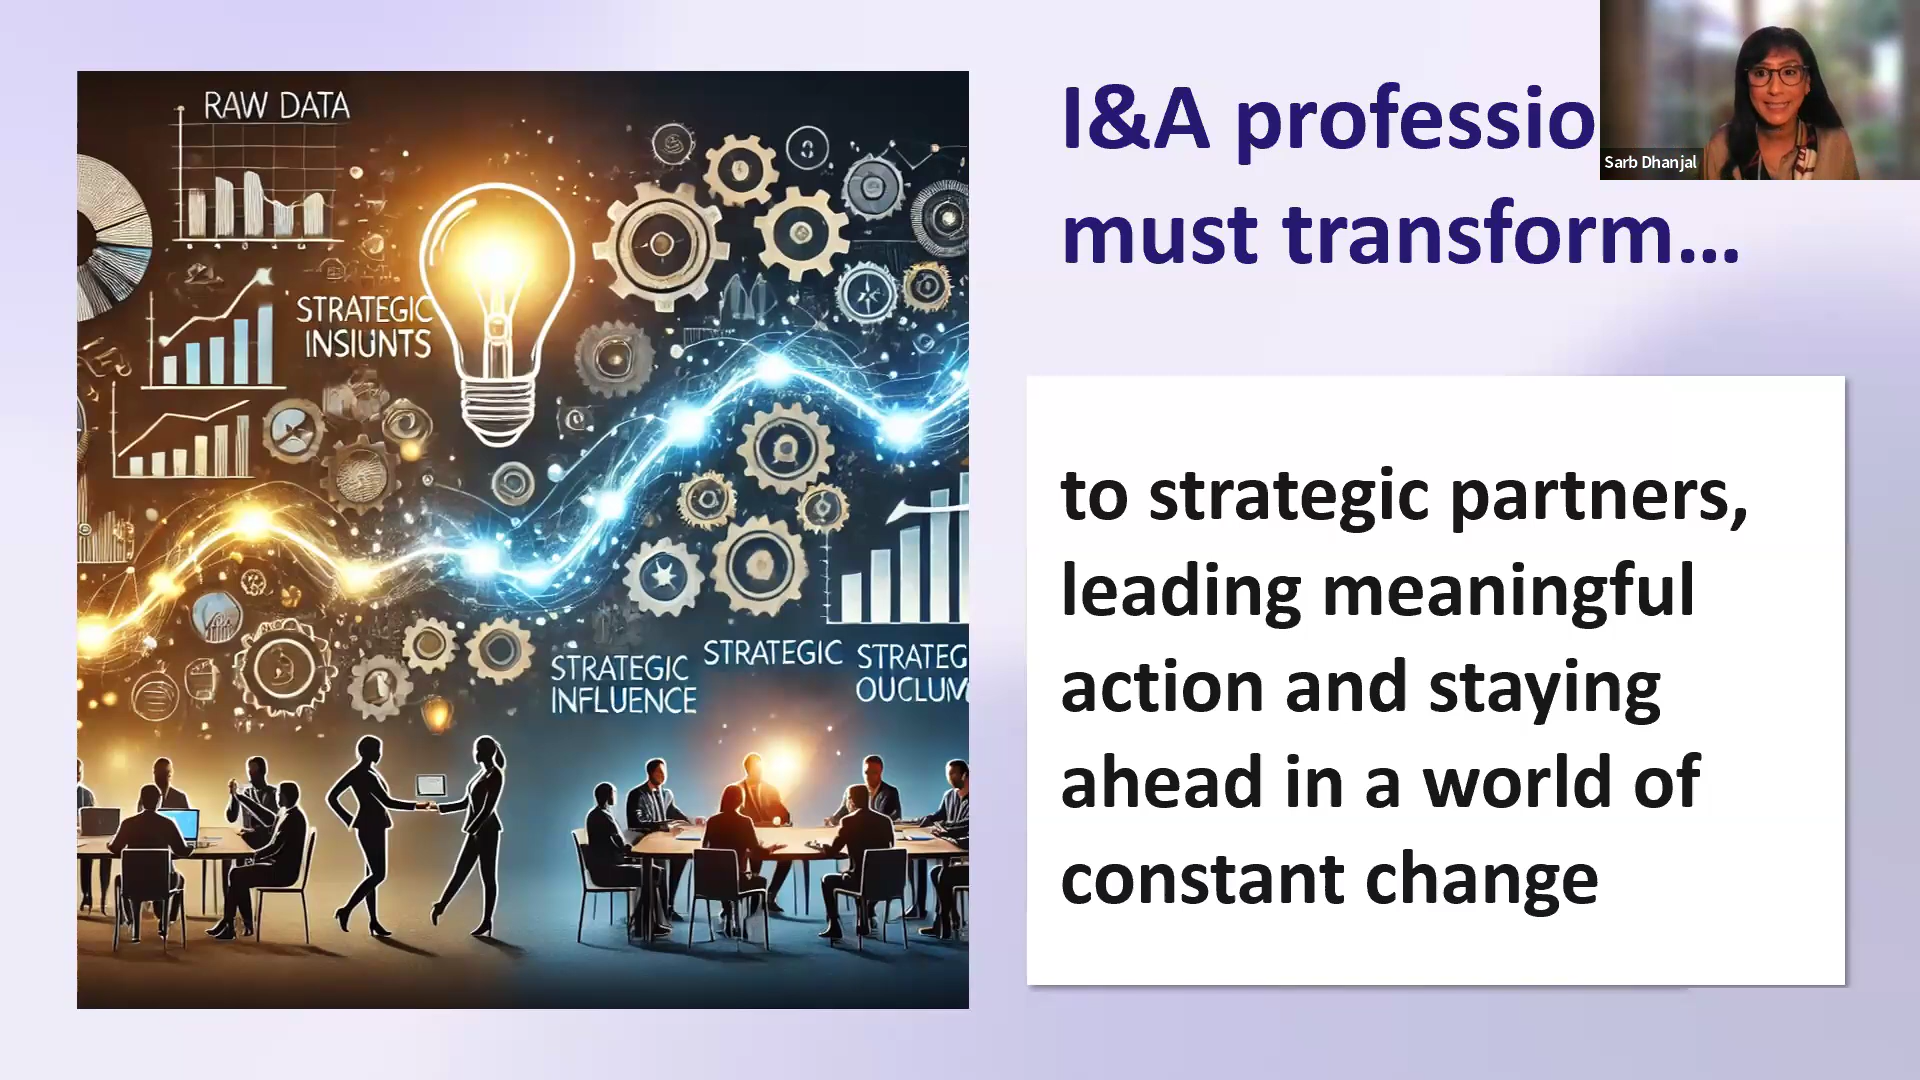 RAW DATA
STRATEGIC
INSIUNTS
STRATEGIC
INFLUENCE
STRATEGIC
STRATEG
OUCLUM
I&A professio
must transform...
Sarb Dhanjal
to strategic partners,
leading meaningful
action and staying
ahead in a world of
constant change